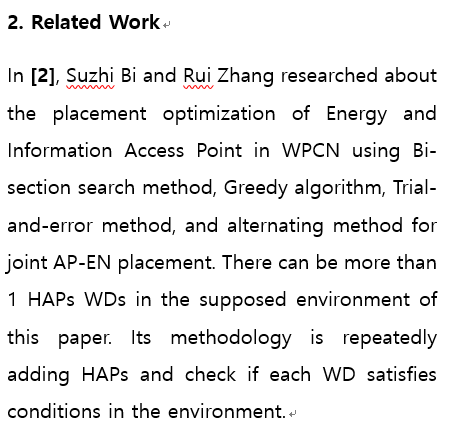 2. Related Work
In [2], Suzhi Bi and Rui Zhang researched about
the placement optimization of Energy and
Information Access Point in WPCN using Bi-
section search method, Greedy algorithm, Trial-
and-error method, and alternating method for
joint AP-EN placement. There can be more than
1 HAPs WDs in the supposed environment of
this paper. Its methodology is repeatedly
adding HAPs and check if each WD satisfies
conditions in the environment.